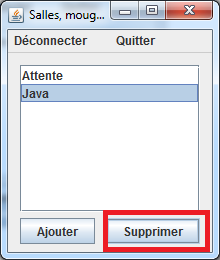 Salles, moug...
Déconnecter Quitter
Attente
Java
Ajouter Supprimer